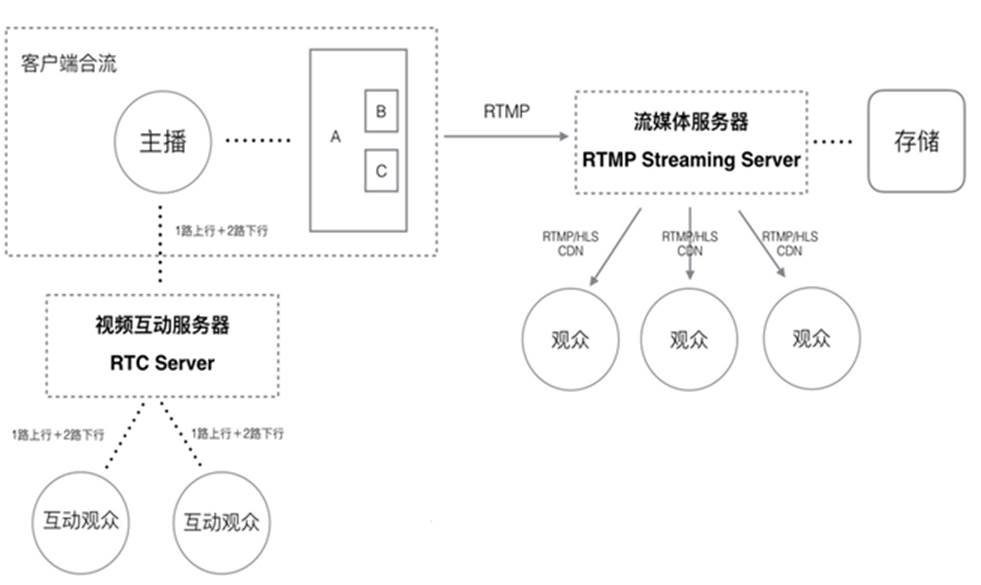 客户端合流
主播
A
B
C
RTMP
流媒体服务器
RTMP Streaming Server
存储
1路上行+2路下行
RTMP/HLS
CDN
RTMP/HLS
CDN
RTMP/HLS
CDN
观众
观众
观众
视频互动服务器
RTC Server
1路上行+2路下行
1路上行+2路下行
互动观众
互动观众